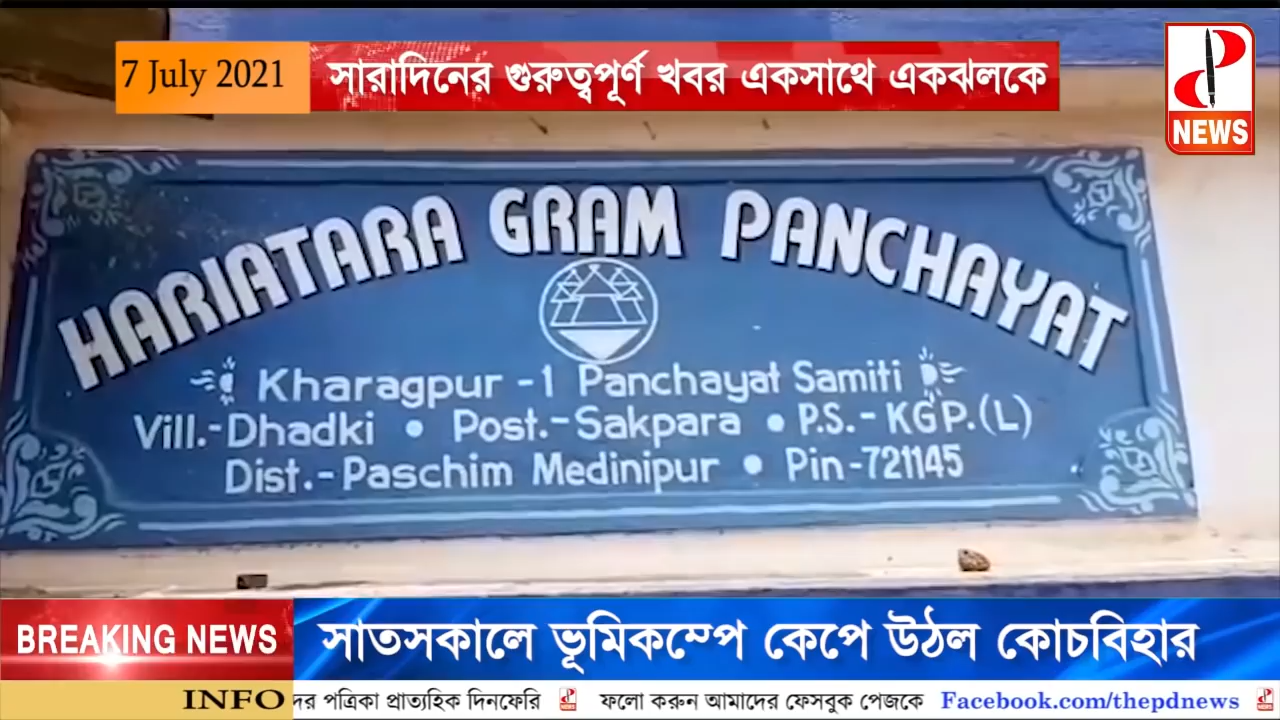 7 July 2021 সারাদিনের গুরুত্বপূর্ণ খবর একসাথে একঝলকে
NEWS
HARIATARA GRAM PANCHAYAT
Kharagpur -1 Panchayat Samiti
Vill.-Dhadki • Post.-Sakpara • P.S.- KGP.(L)
Dist.-Paschim Medinipur • Pin-721145
BREAKING NEWS সাতসকালে ভূমিকম্পে কেপে উঠল কোচবিহার
INFO দর পত্রিকা প্রাত্যহিক দিনফেরি ফলো করুন আমাদের ফেসবুক পেজকে Facebook.com/thepdnews